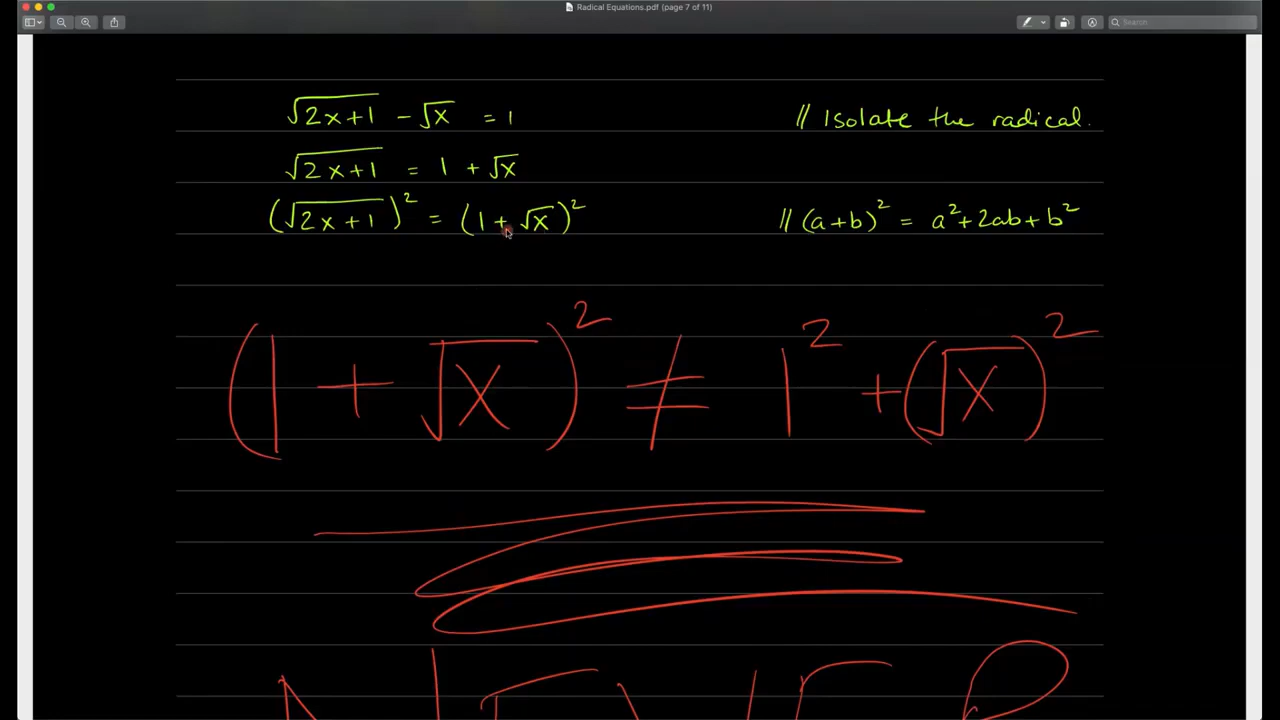 Radical Equations.pdf (page 7 of 11)
Search
√2x+1 - √x = 1 // Isolate the radical.
√2x+1 = 1 + √x
(√2x+1)² = (1+√x)² // (a+b)² = a²+2ab+b²
(1 + √x)² ≠ 1² + (√x)²